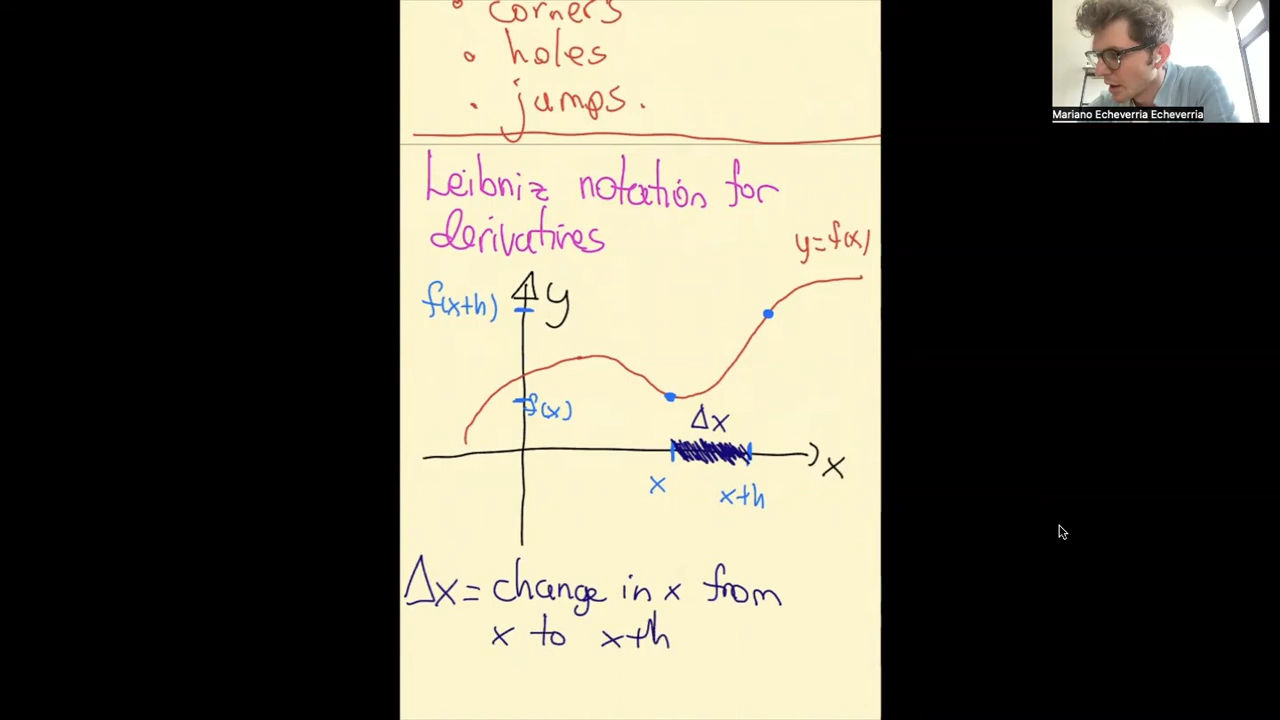 • corners
• holes
• jumps.
Mariano Echeverria Echeverria
Leibniz notation for
derivatives
y=f(x)
f(x+h)
y
f(x)
Δx
x
x
x+h
Δx = change in x from
x to x+h